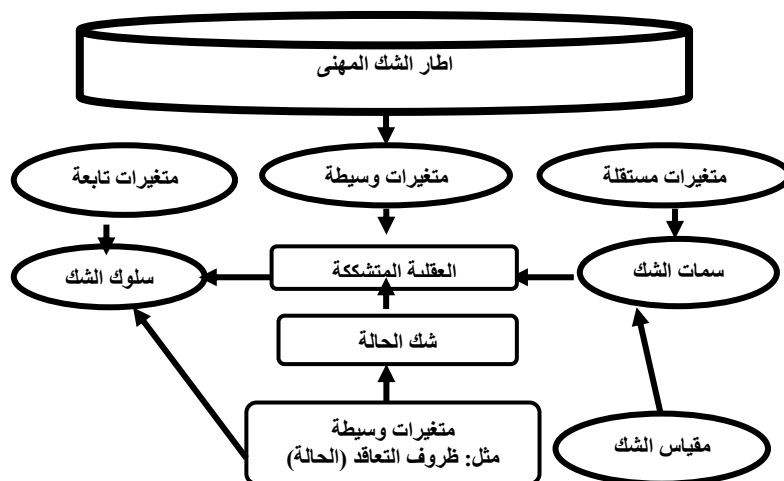 اطار الشك المهنى
متغيرات مستقلة
متغيرات وسيطة
متغيرات تابعة
سمات الشك
العقلية المتشككة
سلوك الشك
شك الحالة
متغيرات وسيطة
مثل: ظروف التعاقد (الحالة)
مقياس الشك